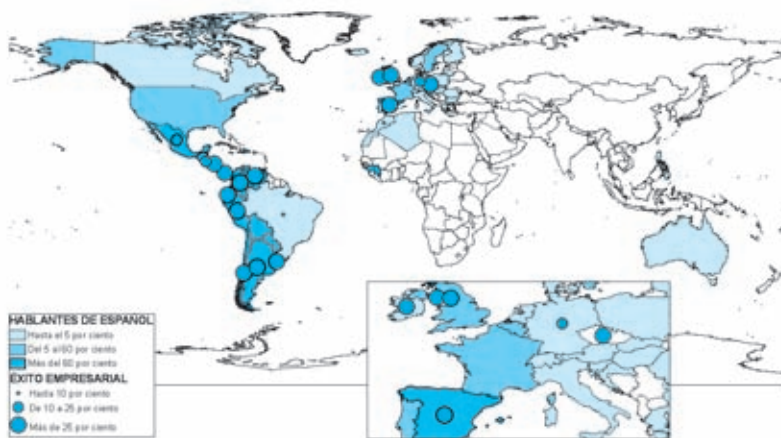 HABLANTES DE ESPAÑOL
Hasta el 5 por ciento
Del 5 al 60 por ciento
Más del 60 por ciento
ÉXITO EMPRESARIAL
Hasta 10 por ciento
De 10 a 25 por ciento
Más de 25 por ciento